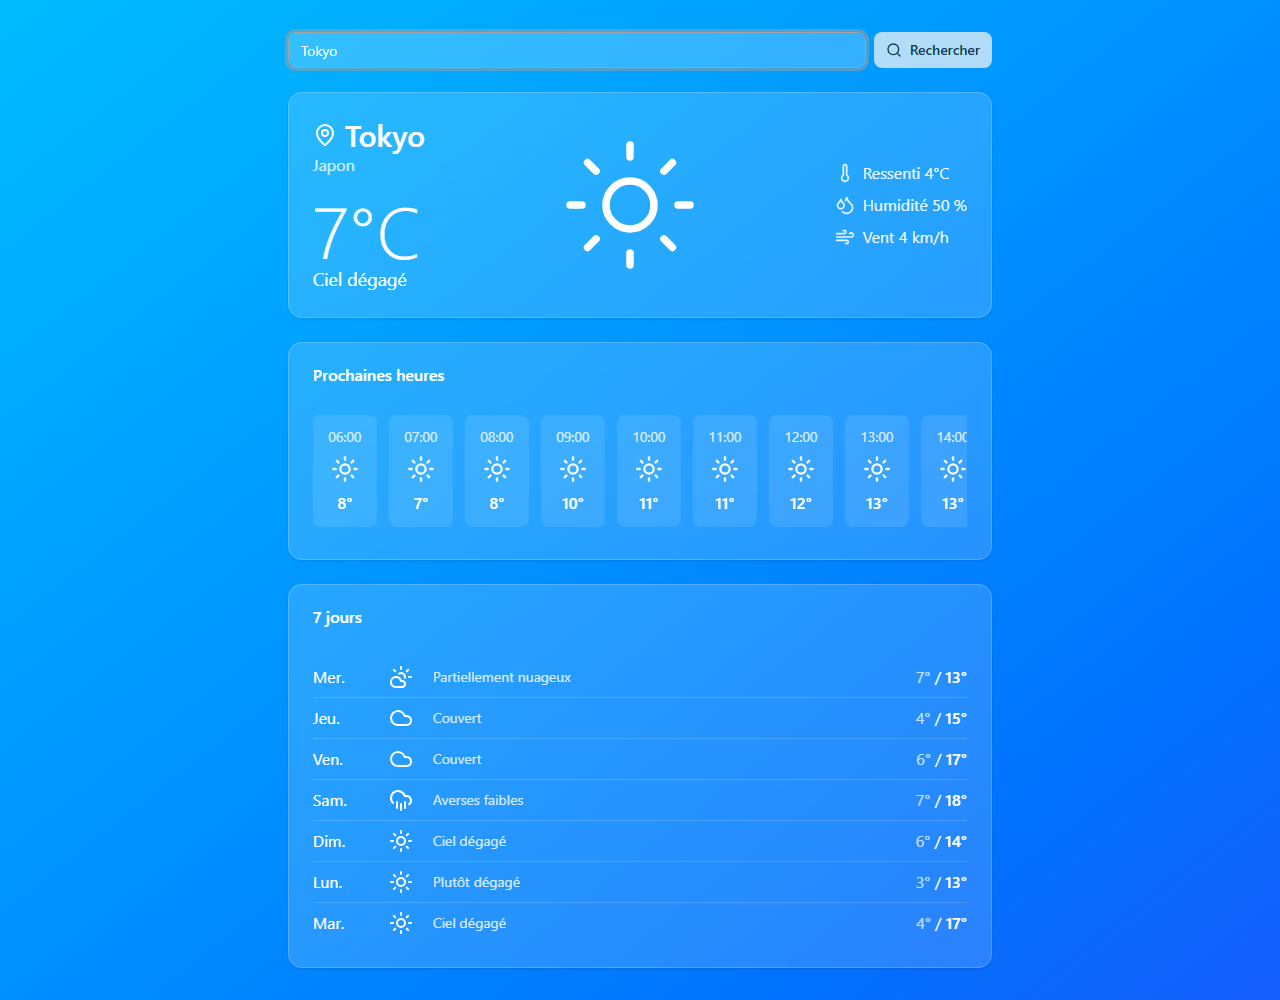 Tokyo
Rechercher
Tokyo
Japon
7°C
Ciel dégagé
Ressenti 4°C
Humidité 50 %
Vent 4 km/h
Prochaines heures
06:00 07:00 08:00 09:00 10:00 11:00 12:00 13:00 14:00
8° 7° 8° 10° 11° 11° 12° 13° 13°
7 jours
Mer. Partiellement nuageux 7° / 13°
Jeu. Couvert 4° / 15°
Ven. Couvert 6° / 17°
Sam. Averses faibles 7° / 18°
Dim. Ciel dégagé 6° / 14°
Lun. Plutôt dégagé 3° / 13°
Mar. Ciel dégagé 4° / 17°